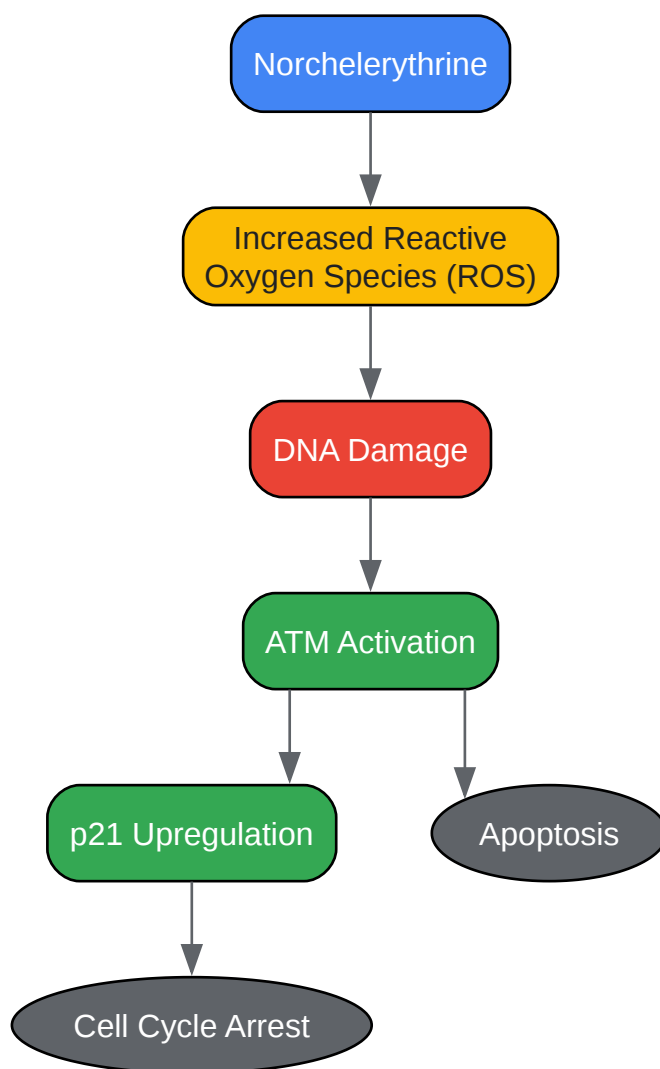 Norchelerythrine
Increased Reactive
Oxygen Species (ROS)
DNA Damage
ATM Activation
p21 Upregulation
Apoptosis
Cell Cycle Arrest